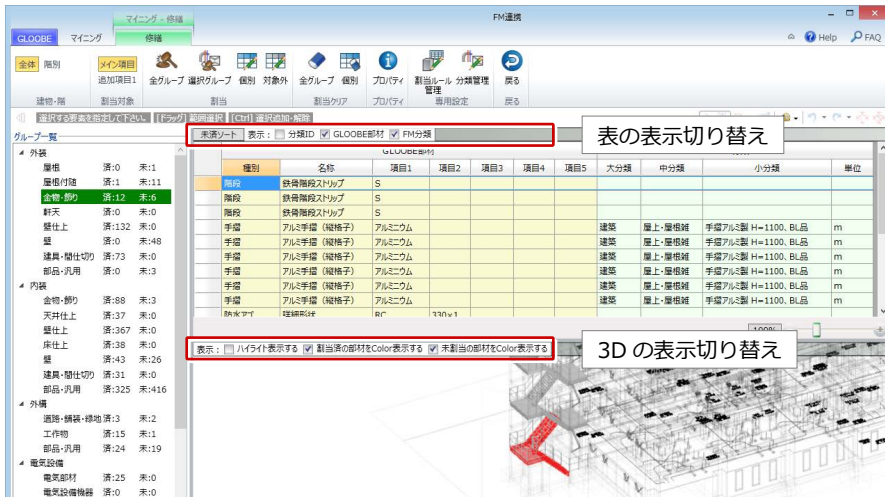 マイニング - 修繕
FM連携
GLOOBE マイニング 修繕
Help FAQ
全体 階別
メイン項目
追加項目1
全グループ 選択グループ 個別 対象外 全グループ 個別 プロパティ 割当ルール 分類管理 戻る
管理
建物・階 割当対象 割当 割当クリア プロパティ 専用設定 戻る
選択する要素を指定して下さい。 [[ドラッグ] 範囲選択 [Ctrl] 選択追加・解除]
グループ一覧
未済ソート 表示： 分類ID GLOOBE部材 FM分類
表の表示切り替え
GLOOBE部材
種別 名称 項目1 項目2 項目3 項目4 項目5 大分類 中分類 小分類 単位
階段 鉄骨階段ストリップ S
階段 鉄骨階段ストリップ S
階段 鉄骨階段ストリップ S
手摺 アルミ手摺（縦格子） アルミニウム 建築 屋上・屋根雑 手摺アルミ製 H=1100、BL品 m
手摺 アルミ手摺（縦格子） アルミニウム 建築 屋上・屋根雑 手摺アルミ製 H=1100、BL品 m
手摺 アルミ手摺（縦格子） アルミニウム 建築 屋上・屋根雑 手摺アルミ製 H=1100、BL品 m
手摺 アルミ手摺（縦格子） アルミニウム 建築 屋上・屋根雑 手摺アルミ製 H=1100、BL品 m
手摺 アルミ手摺（縦格子） アルミニウム 建築 屋上・屋根雑 手摺アルミ製 H=1100、BL品 m
防水アゴ 詳細形状 RC 330×1
100%
外装
屋根 済:0 未:1
屋根付随 済:1 未:11
金物・飾り 済:12 未:6
軒天 済:0 未:0
壁仕上 済:132 未:0
壁 済:0 未:48
建具・間仕切り 済:73 未:0
部品・汎用 済:0 未:3
内装
金物・飾り 済:88 未:3
天井仕上 済:37 未:0
壁仕上 済:367 未:0
床仕上 済:38 未:0
壁 済:43 未:26
建具・間仕切り 済:31 未:0
部品・汎用 済:325 未:416
外構
道路・舗装・緑地 済:3 未:2
工作物 済:15 未:1
部品・汎用 済:24 未:19
電気設備
電気部材 済:25 未:0
電気設備機器 済:0 未:0
表示： ハイライト表示する 割当済の部材をColor表示する 未割当の部材をColor表示する
3D の表示切り替え